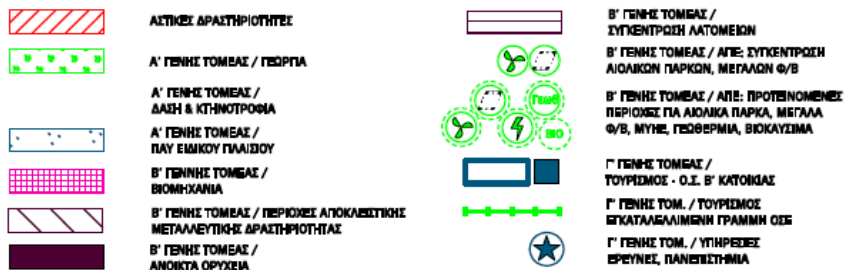 ΑΣΤΙΚΕΣ ΔΡΑΣΤΗΡΙΟΤΗΤΕΣ
Α' ΓΕΝΗΣ ΤΟΜΕΑΣ / ΓΕΩΡΓΙΑ
Α' ΓΕΝΗΣ ΤΟΜΕΑΣ /
ΔΑΣΗ & ΚΤΗΝΟΤΡΟΦΙΑ
Α' ΓΕΝΗΣ ΤΟΜΕΑΣ /
ΠΑΥ ΕΙΔΙΚΟΥ ΠΛΑΙΣΙΟΥ
Β' ΓΕΝΝΗΣ ΤΟΜΕΑΣ /
ΒΙΟΜΗΧΑΝΙΑ
Β' ΓΕΝΗΣ ΤΟΜΕΑΣ / ΠΕΡΙΟΧΕΣ ΑΠΟΚΛΕΙΣΤΙΚΗΣ
ΜΕΤΑΛΛΕΥΤΙΚΗΣ ΔΡΑΣΤΗΡΙΟΤΗΤΑΣ
Β' ΓΕΝΗΣ ΤΟΜΕΑΣ /
ΑΝΟΙΚΤΑ ΟΡΥΧΕΙΑ
Β' ΓΕΝΗΣ ΤΟΜΕΑΣ /
ΣΥΓΚΕΝΤΡΩΣΗ ΛΑΤΟΜΕΙΩΝ
Β' ΓΕΝΗΣ ΤΟΜΕΑΣ / ΑΠΕ: ΣΥΓΚΕΝΤΡΩΣΗ
ΑΙΟΛΙΚΩΝ ΠΑΡΚΩΝ, ΜΕΓΑΛΩΝ Φ/Β
Γεωθ
ΒΙΟ
Β' ΓΕΝΗΣ ΤΟΜΕΑΣ / ΑΠΕ: ΠΡΟΤΕΙΝΟΜΕΝΕΣ
ΠΕΡΙΟΧΕΣ ΓΙΑ ΑΙΟΛΙΚΑ ΠΑΡΚΑ, ΜΕΓΑΛΑ
Φ/Β, ΜΥΗΕ, ΓΕΩΘΕΡΜΙΑ, ΒΙΟΚΑΥΣΙΜΑ
Γ' ΓΕΝΗΣ ΤΟΜΕΑΣ /
ΤΟΥΡΙΣΜΟΣ - Ο.Σ. Β' ΚΑΤΟΙΚΙΑΣ
Γ' ΓΕΝΗΣ ΤΟΜ. / ΤΟΥΡΙΣΜΟΣ
ΕΓΚΑΤΑΛΕΛΛΙΜΕΝΗ ΓΡΑΜΜΗ ΟΣΕ
Γ' ΓΕΝΗΣ ΤΟΜ. / ΥΠΗΡΕΣΙΕΣ
ΕΡΕΥΝΕΣ, ΠΑΝΕΠΙΣΤΗΜΙΑ